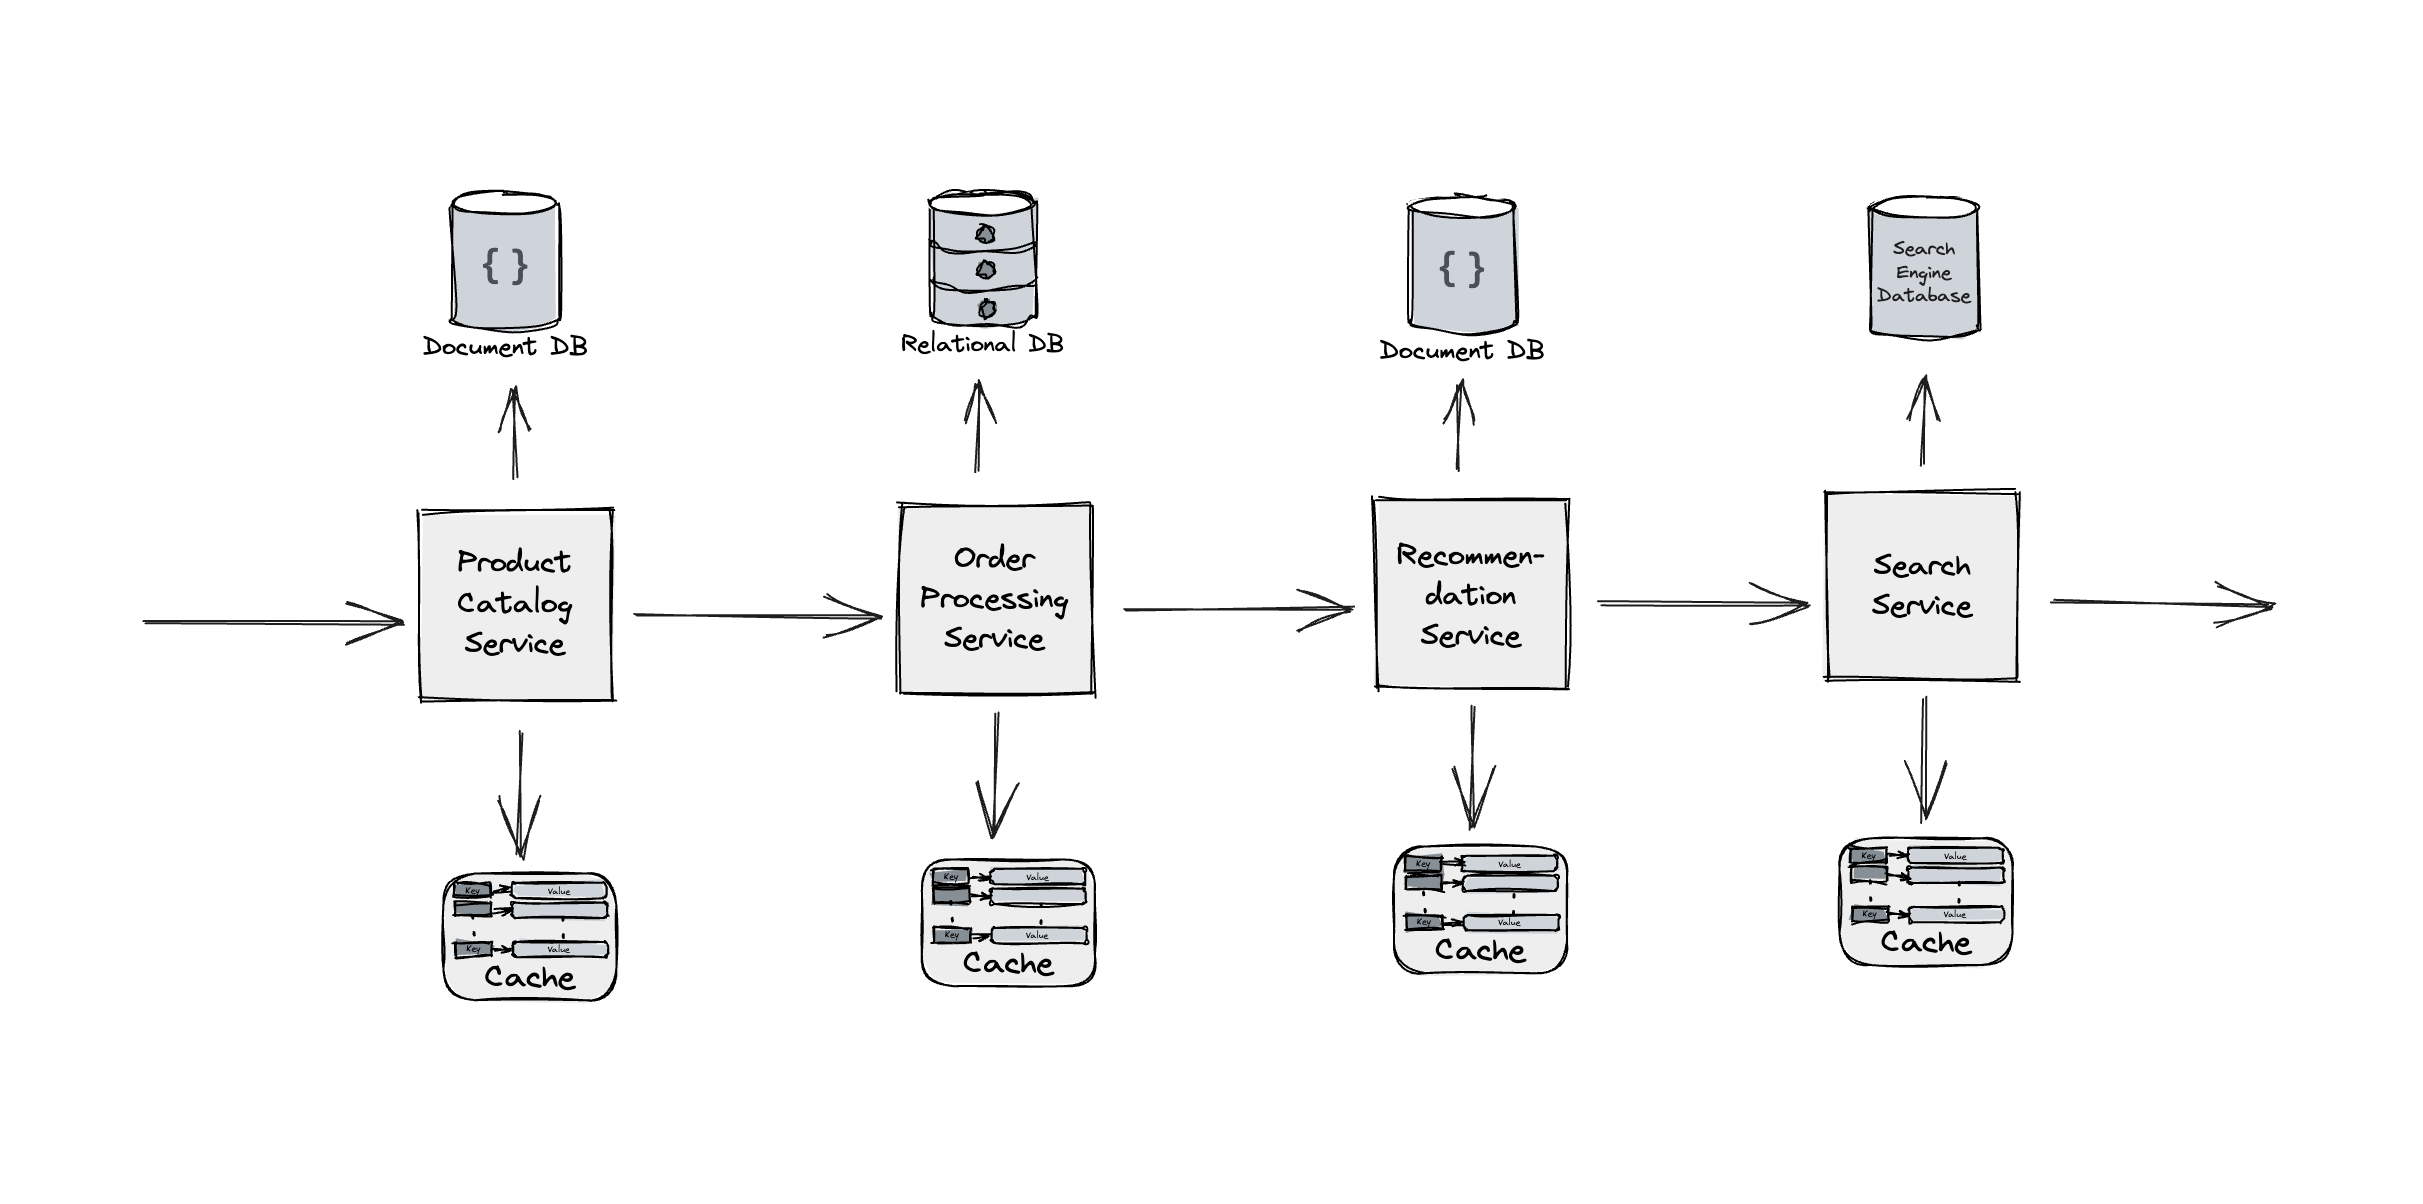 { }
Document DB
Relational DB
{ }
Document DB
Search
Engine
Database
Product
Catalog
Service
Order
Processing
Service
Recommen-
dation
Service
Search
Service
Key
Value
Key
Value
Cache
Key
Value
Key
Value
Cache
Key
Value
Key
Value
Cache
Key
Value
Key
Value
Cache